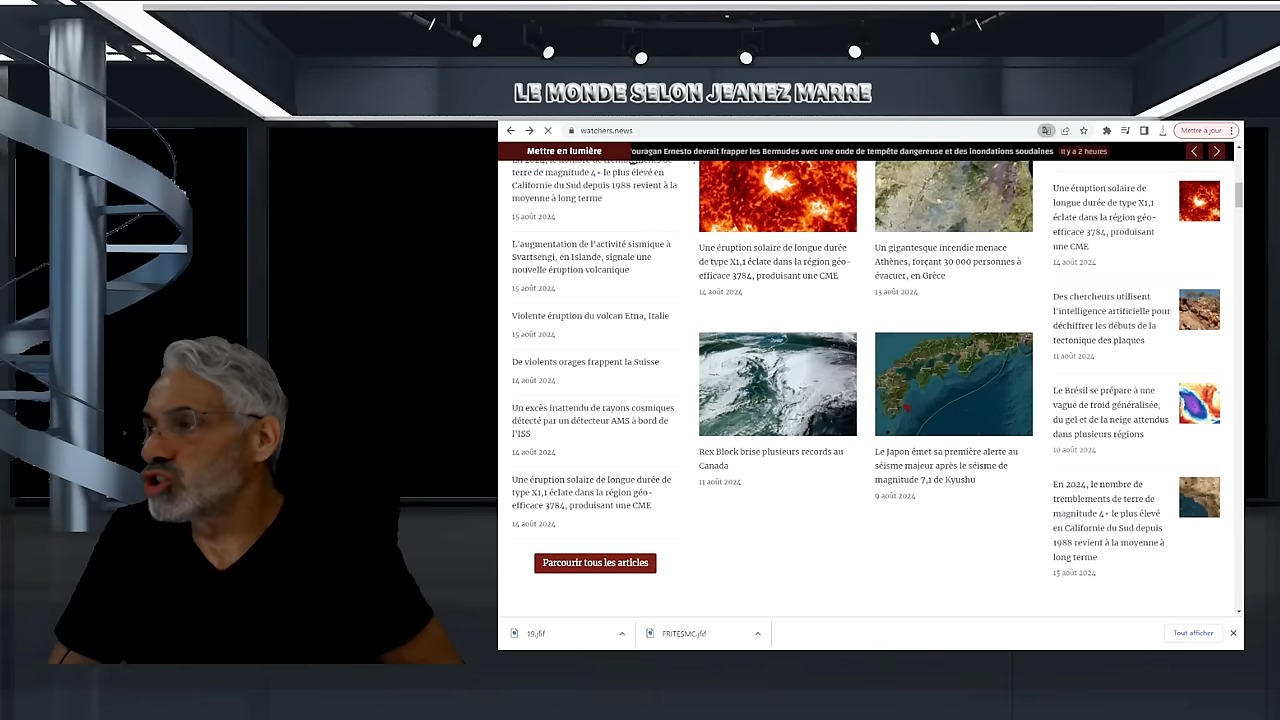 LE MONDE SELON JEANEZ MARRE
watchers.news
Mettre à jour
Mettre en lumière
ouragan Ernesto devrait frapper les Bermudes avec une onde de tempête dangereuse et des inondations soudaines
Il y a 2 heures
terre de magnitude 4+ le plus élevé en
Californie du Sud depuis 1988 revient à la
moyenne à long terme
15 août 2024
L'augmentation de l'activité sismique à
Svartsengi, en Islande, signale une
nouvelle éruption volcanique
15 août 2024
Violente éruption du volcan Etna, Italie
15 août 2024
De violents orages frappent la Suisse
14 août 2024
Un excès inattendu de rayons cosmiques
détecté par un détecteur AMS à bord de
l'ISS
14 août 2024
Une éruption solaire de longue durée de
type X1,1 éclate dans la région géo-
efficace 3784, produisant une CME
14 août 2024
Parcourir tous les articles
Une éruption solaire de longue durée
de type X1,1 éclate dans la région géo-
efficace 3784, produisant une CME
14 août 2024
Un gigantesque incendie menace
Athènes, forçant 30 000 personnes à
évacuer, en Grèce
13 août 2024
Rex Block brise plusieurs records au
Canada
11 août 2024
Le Japon émet sa première alerte au
séisme majeur après le séisme de
magnitude 7,1 de Kyushu
9 août 2024
Une éruption solaire de
longue durée de type X1,1
éclate dans la région géo-
efficace 3784, produisant
une CME
14 août 2024
Des chercheurs utilisent
l'intelligence artificielle pour
déchiffrer les débuts de la
tectonique des plaques
11 août 2024
Le Brésil se prépare à une
vague de froid généralisée,
du gel et de la neige attendus
dans plusieurs régions
10 août 2024
En 2024, le nombre de
tremblements de terre de
magnitude 4+ le plus élevé
en Californie du Sud depuis
1988 revient à la moyenne à
long terme
15 août 2024
19.jfif
FRITESMC.jfif
Tout afficher